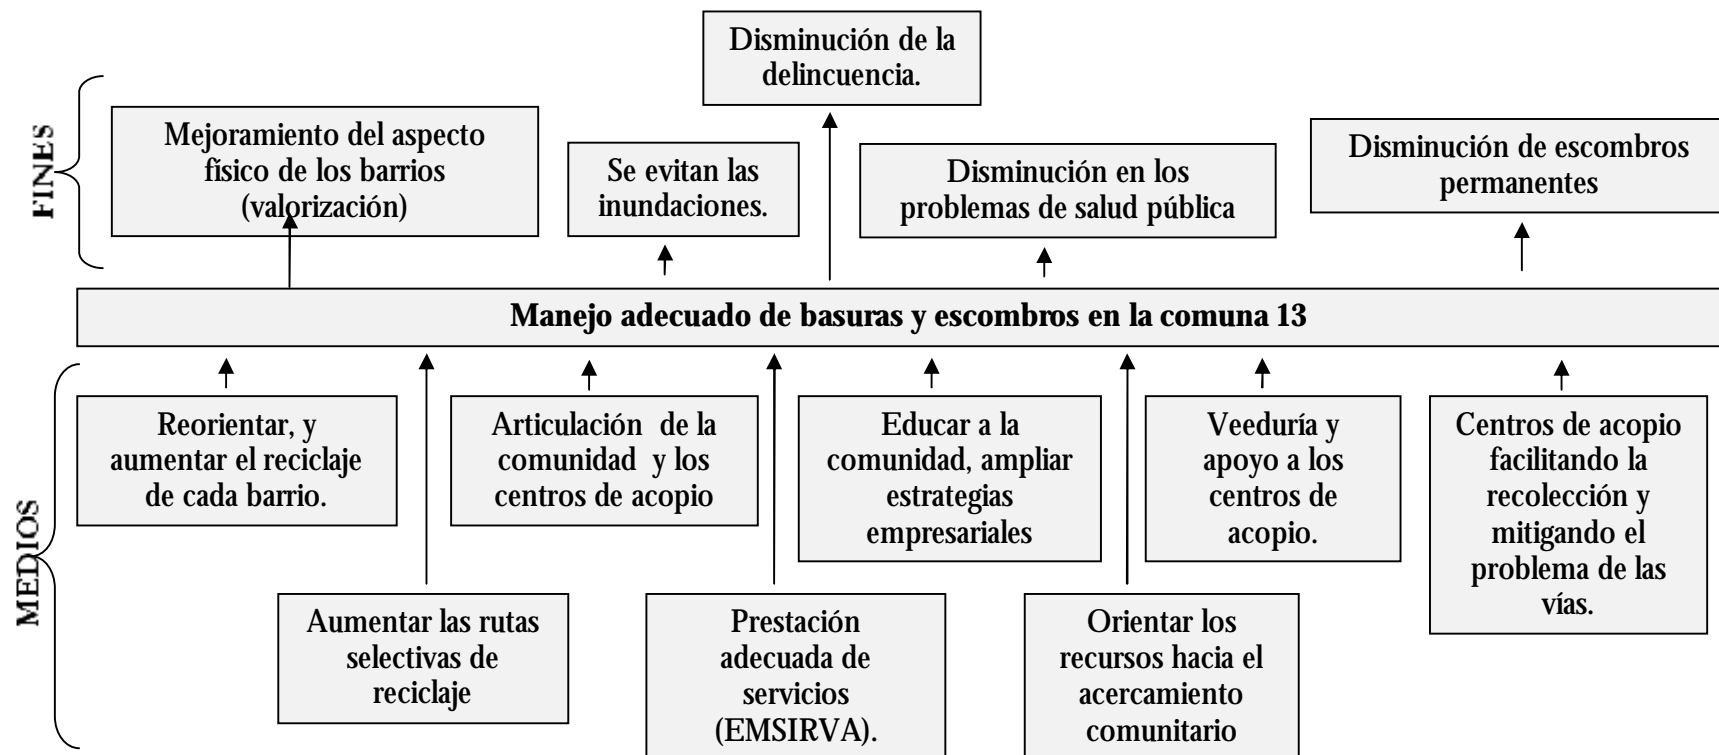 FINES
Disminución de la
delincuencia.
Mejoramiento del aspecto
físico de los barrios
(valorización)
Se evitan las
inundaciones.
Disminución en los
problemas de salud pública
Disminución de escombros
permanentes
Manejo adecuado de basuras y escombros en la comuna 13
MEDIOS
Reorientar, y
aumentar el reciclaje
de cada barrio.
Articulación de la
comunidad y los
centros de acopio
Educar a la
comunidad, ampliar
estrategias
empresariales
Veeduría y
apoyo a los
centros de
acopio.
Centros de acopio
facilitando la
recolección y
mitigando el
problema de las
vías.
Aumentar las rutas
selectivas de
reciclaje
Prestación
adecuada de
servicios
(EMSIRVA).
Orientar los
recursos hacia el
acercamiento
comunitario